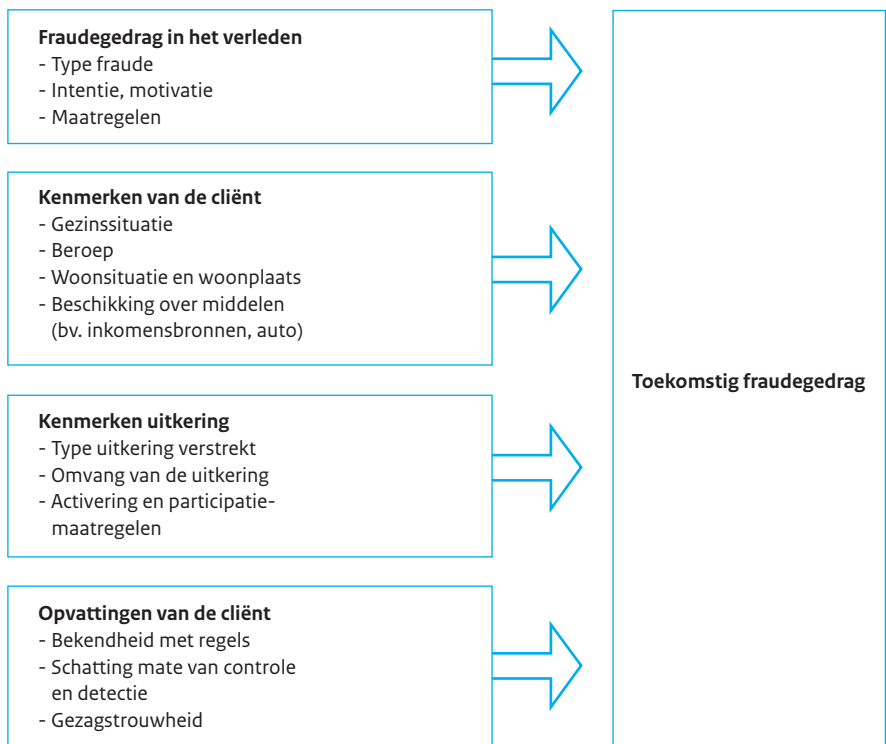 Fraudegedrag in het verleden
- Type fraude
- Intentie, motivatie
- Maatregelen
Kenmerken van de cliënt
- Gezinssituatie
- Beroep
- Woonsituatie en woonplaats
- Beschikking over middelen
(bv. inkomensbronnen, auto)
Kenmerken uitkering
- Type uitkering verstrekt
- Omvang van de uitkering
- Activering en participatie-
maatregelen
Opvattingen van de cliënt
- Bekendheid met regels
- Schatting mate van controle
en detectie
- Gezagstrouwheid
Toekomstig fraudegedrag